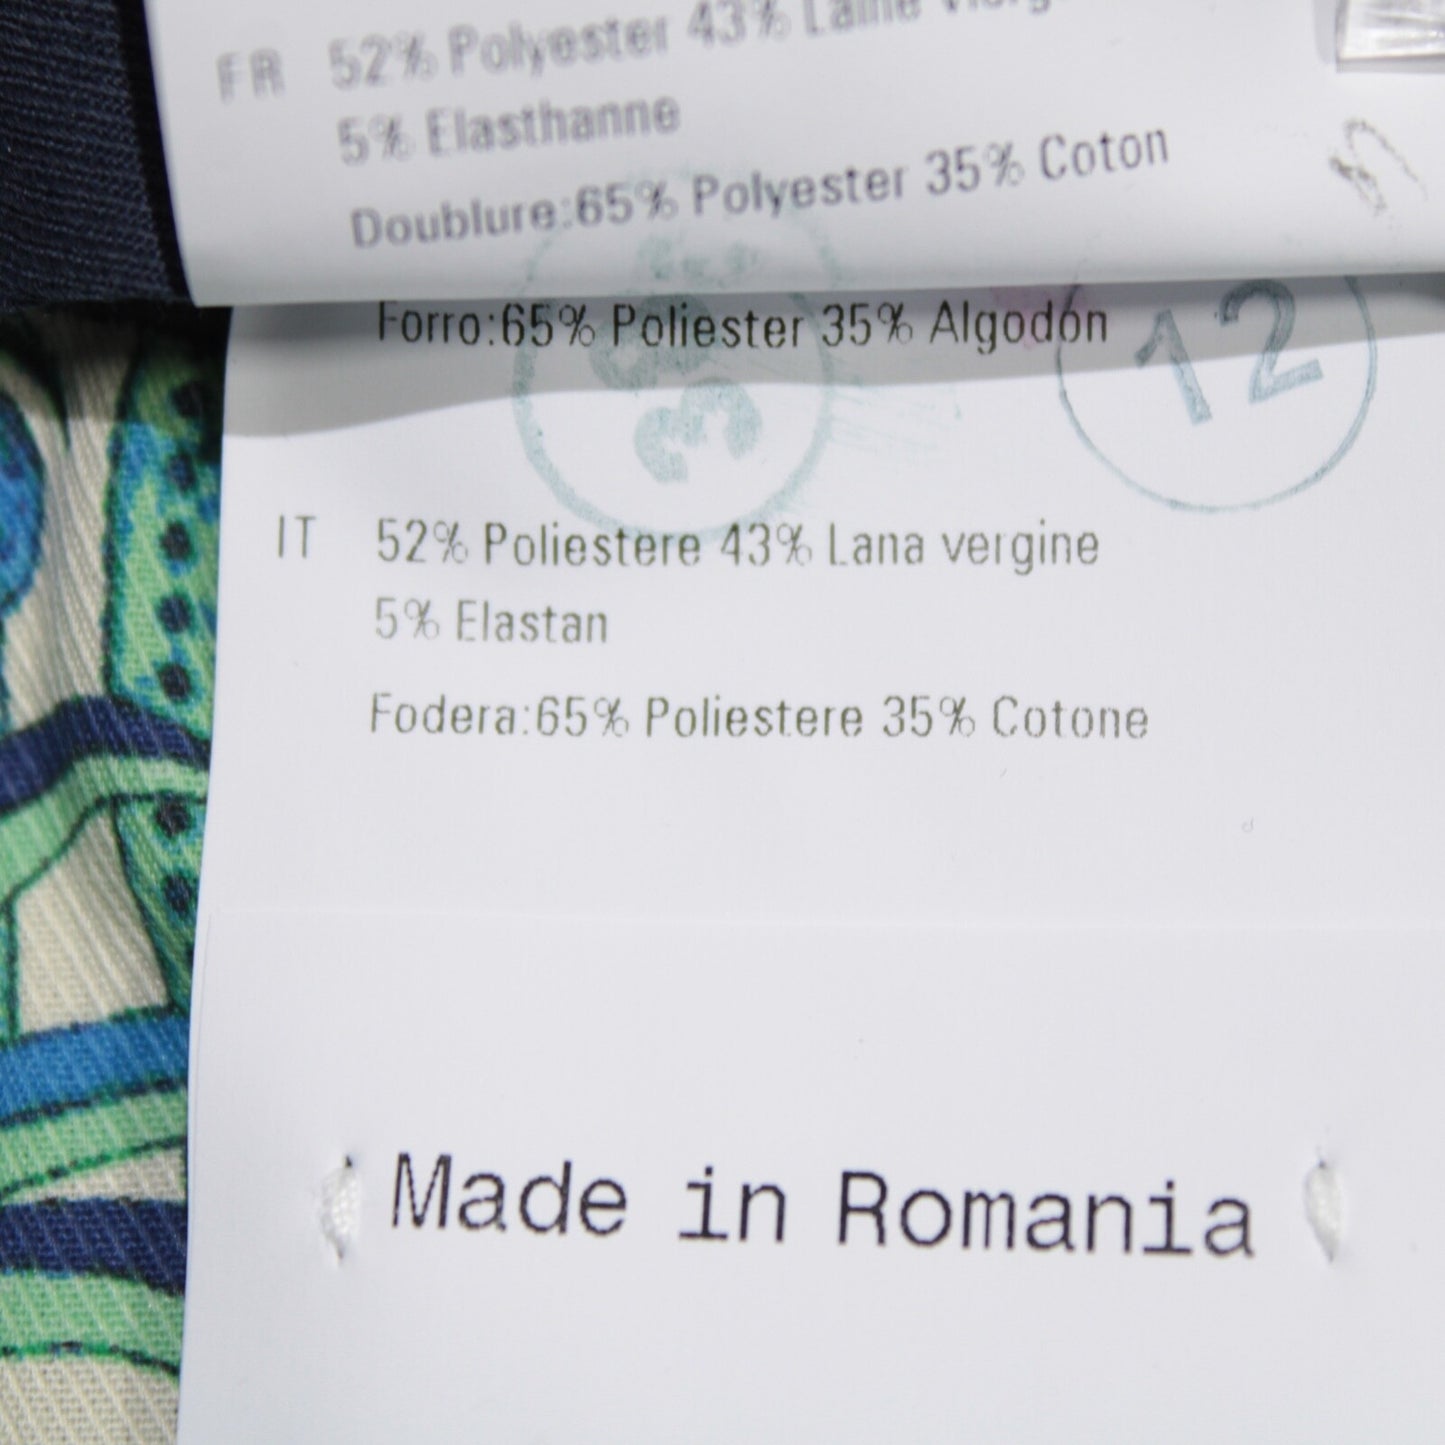 FR 52% Polyester 43% Laine
5% Elasthanne
Doublure:65% Polyester 35% Coton
Forro:65% Poliester 35% Algodón
38
12
IT 52% Poliestere 43% Lana vergine
5% Elastan
Fodera:65% Poliestere 35% Cotone
Made in Romania